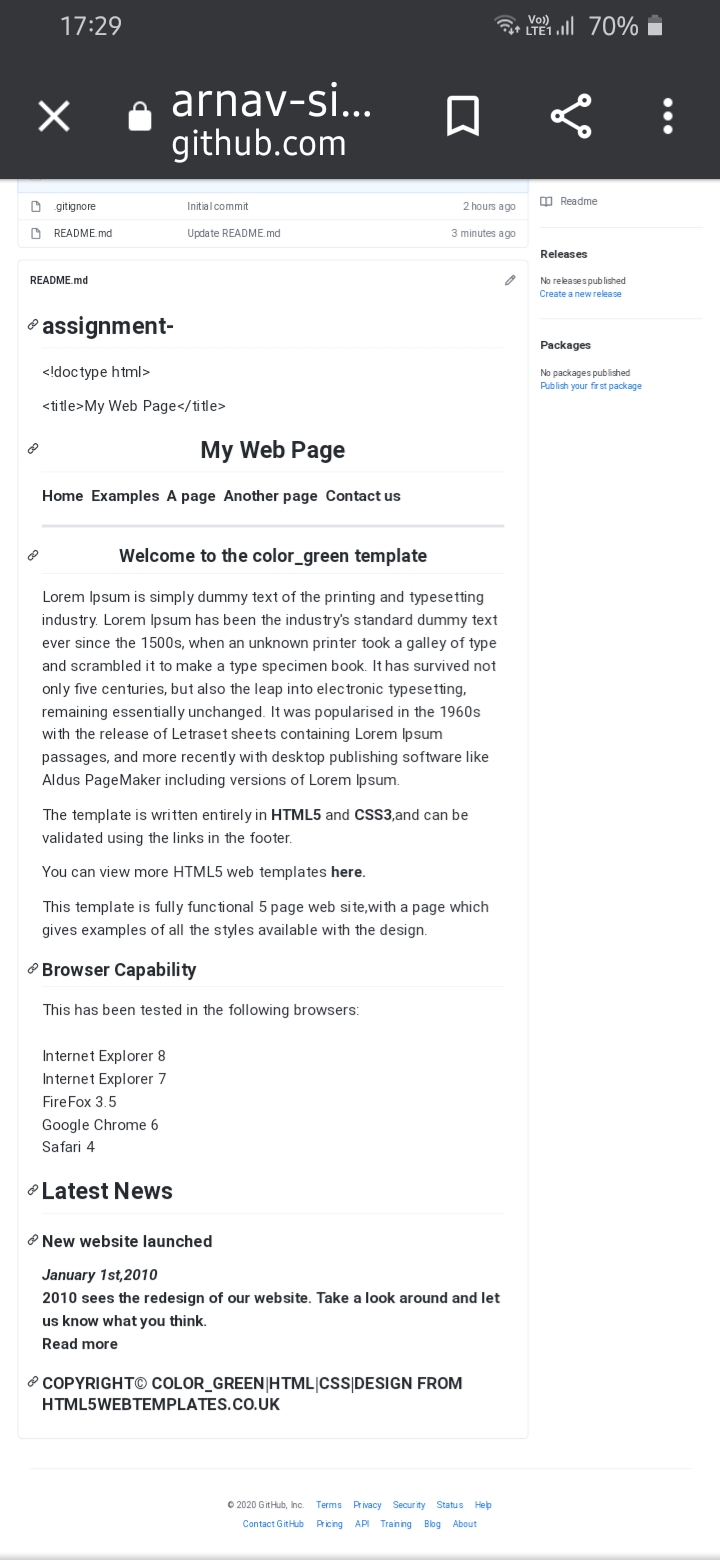 17:29 Vo)) LTE1 70%
arnav-si...
github.com
.gitignore Initial commit 2 hours ago
README.md Update README.md 3 minutes ago
Readme
Releases
No releases published
Create a new release
Packages
No packages published
Publish your first package
README.md
assignment-
<!doctype html>
<title>My Web Page</title>
My Web Page
Home Examples A page Another page Contact us
Welcome to the color_green template
Lorem Ipsum is simply dummy text of the printing and typesetting
industry. Lorem Ipsum has been the industry's standard dummy text
ever since the 1500s, when an unknown printer took a galley of type
and scrambled it to make a type specimen book. It has survived not
only five centuries, but also the leap into electronic typesetting,
remaining essentially unchanged. It was popularised in the 1960s
with the release of Letraset sheets containing Lorem Ipsum
passages, and more recently with desktop publishing software like
Aldus PageMaker including versions of Lorem Ipsum.
The template is written entirely in HTML5 and CSS3,and can be
validated using the links in the footer.
You can view more HTML5 web templates here.
This template is fully functional 5 page web site,with a page which
gives examples of all the styles available with the design.
Browser Capability
This has been tested in the following browsers:
Internet Explorer 8
Internet Explorer 7
FireFox 3.5
Google Chrome 6
Safari 4
Latest News
New website launched
January 1st,2010
2010 sees the redesign of our website. Take a look around and let
us know what you think.
Read more
COPYRIGHT© COLOR_GREEN|HTML|CSS|DESIGN FROM
HTML5WEBTEMPLATES.CO.UK
© 2020 GitHub, Inc. Terms Privacy Security Status Help
Contact GitHub Pricing API Training Blog About